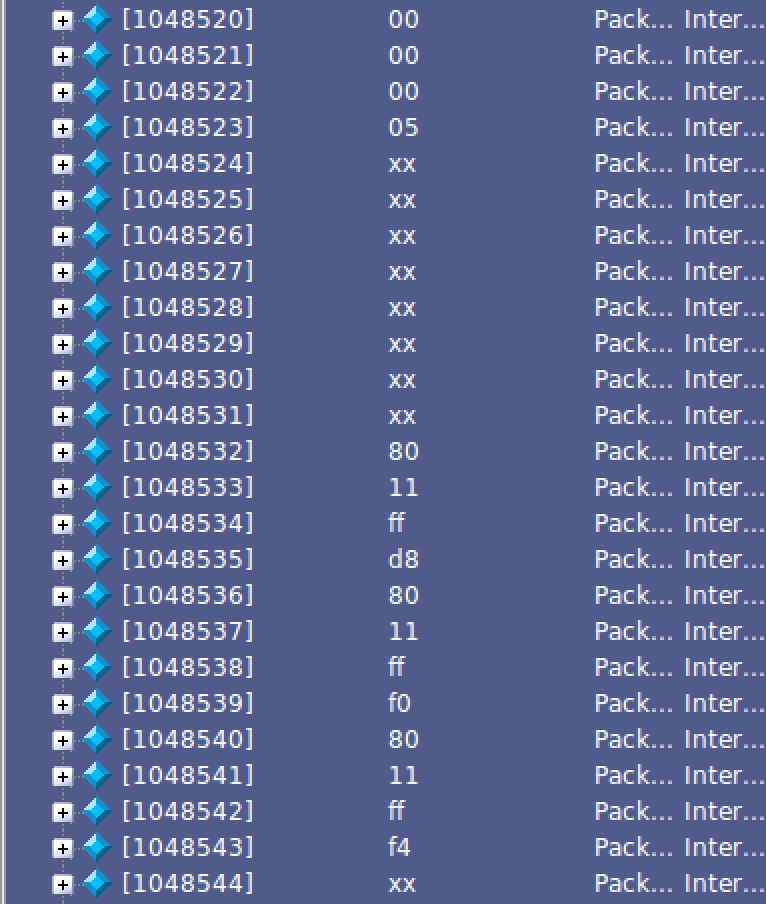 [1048520] 00 Pack... Inter...
[1048521] 00 Pack... Inter...
[1048522] 00 Pack... Inter...
[1048523] 05 Pack... Inter...
[1048524] xx Pack... Inter...
[1048525] xx Pack... Inter...
[1048526] xx Pack... Inter...
[1048527] xx Pack... Inter...
[1048528] xx Pack... Inter...
[1048529] xx Pack... Inter...
[1048530] xx Pack... Inter...
[1048531] xx Pack... Inter...
[1048532] 80 Pack... Inter...
[1048533] 11 Pack... Inter...
[1048534] ff Pack... Inter...
[1048535] d8 Pack... Inter...
[1048536] 80 Pack... Inter...
[1048537] 11 Pack... Inter...
[1048538] ff Pack... Inter...
[1048539] f0 Pack... Inter...
[1048540] 80 Pack... Inter...
[1048541] 11 Pack... Inter...
[1048542] ff Pack... Inter...
[1048543] f4 Pack... Inter...
[1048544] xx Pack... Inter...